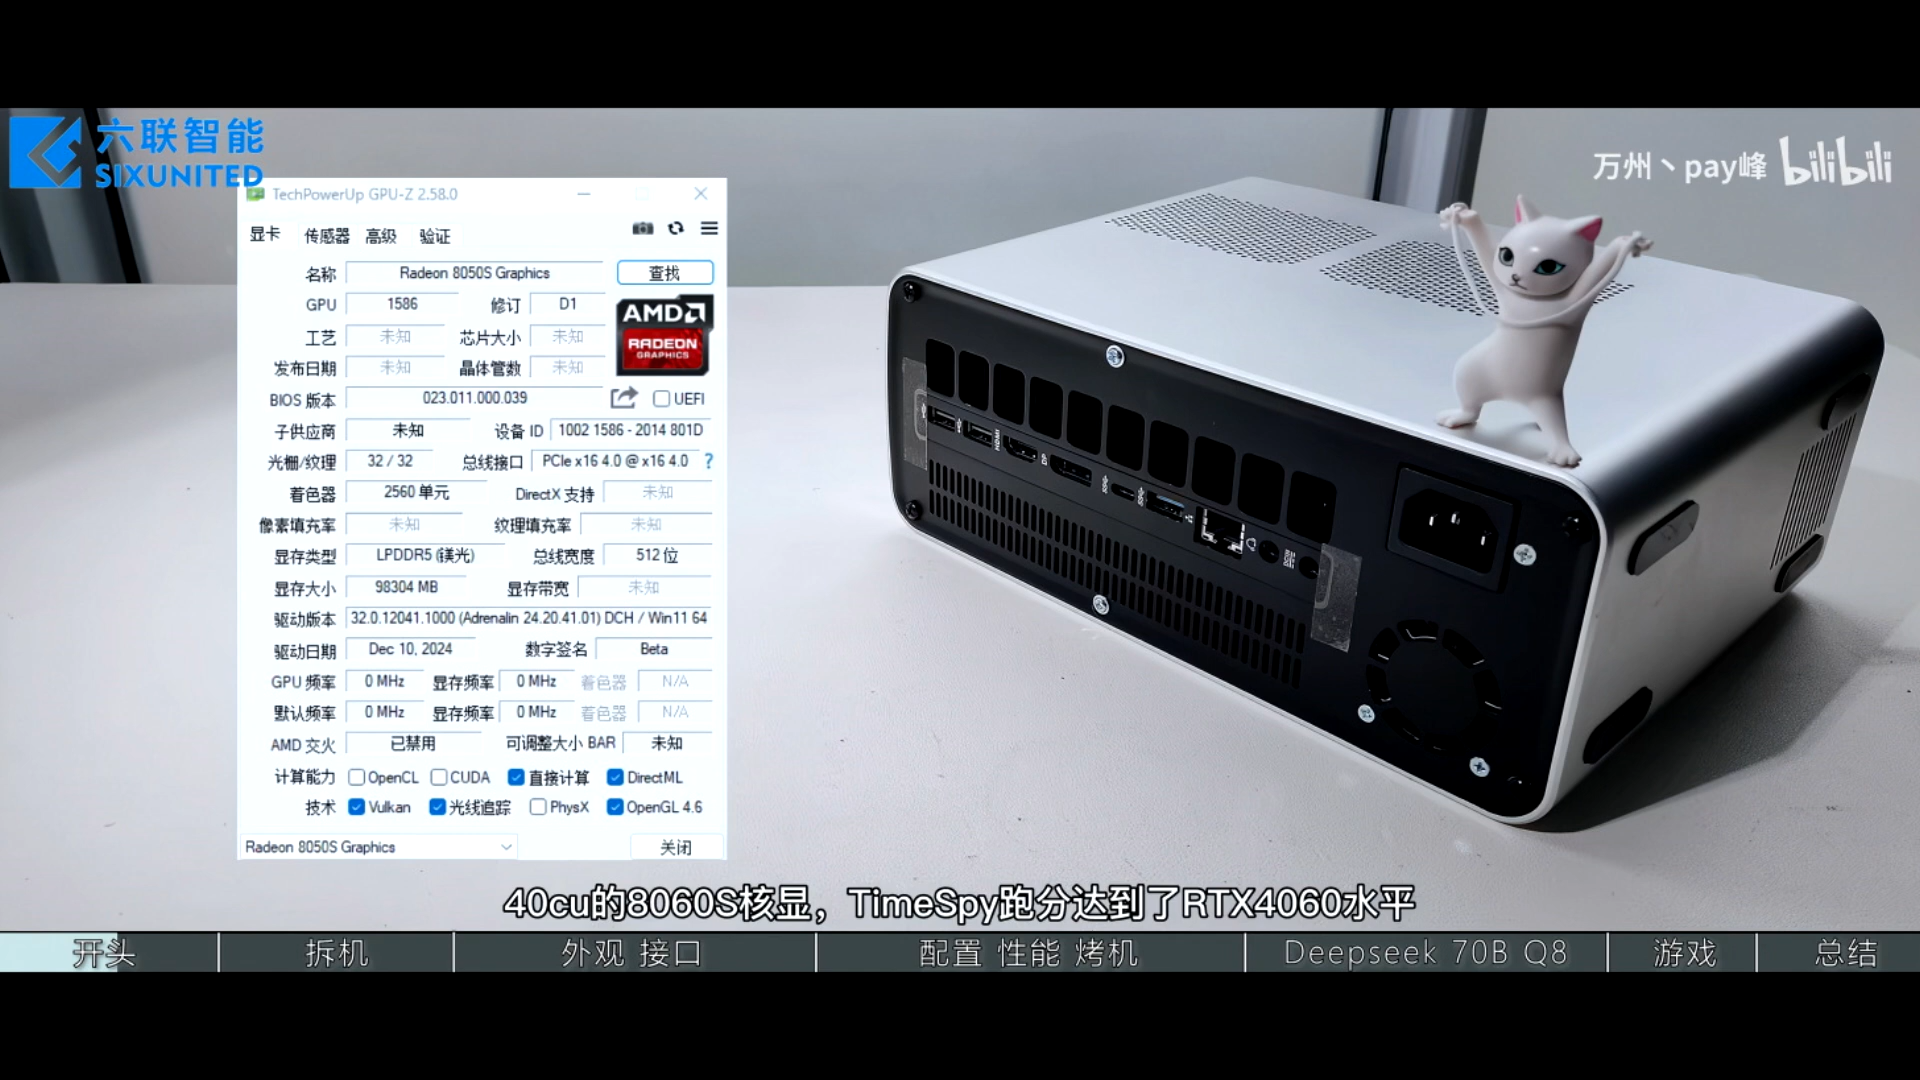 六联智能
SIXUNITED
万州丶pay峰 bilibili
TechPowerUp GPU-Z 2.58.0
显卡 传感器 高级 验证
名称 Radeon 8050S Graphics 查找
GPU 1586 修订 D1
AMD
RADEON
GRAPHICS
工艺 未知 芯片大小 未知
发布日期 未知 晶体管数 未知
BIOS 版本 023.011.000.039 UEFI
子供应商 未知 设备 ID 1002 1586 - 2014 801D
光栅/纹理 32 / 32 总线接口 PCIe x16 4.0 @ x16 4.0 ?
着色器 2560 单元 DirectX 支持 未知
像素填充率 未知 纹理填充率 未知
显存类型 LPDDR5 (镁光) 总线宽度 512 位
显存大小 98304 MB 显存带宽 未知
驱动版本 32.0.12041.1000 (Adrenalin 24.20.41.01) DCH / Win11 64
驱动日期 Dec 10, 2024 数字签名 Beta
GPU 频率 0 MHz 显存频率 0 MHz 着色器 N/A
默认频率 0 MHz 显存频率 0 MHz 着色器 N/A
AMD 交火 已禁用 可调整大小 BAR 未知
计算能力 OpenCL CUDA 直接计算 DirectML
技术 Vulkan 光线追踪 PhysX OpenGL 4.6
Radeon 8050S Graphics 关闭
HDMI
DP
DCIN
40cu的8060S核显，TimeSpy跑分达到了RTX4060水平
开头 拆机 外观 接口 配置 性能 烤机 Deepseek 70B Q8 游戏 总结